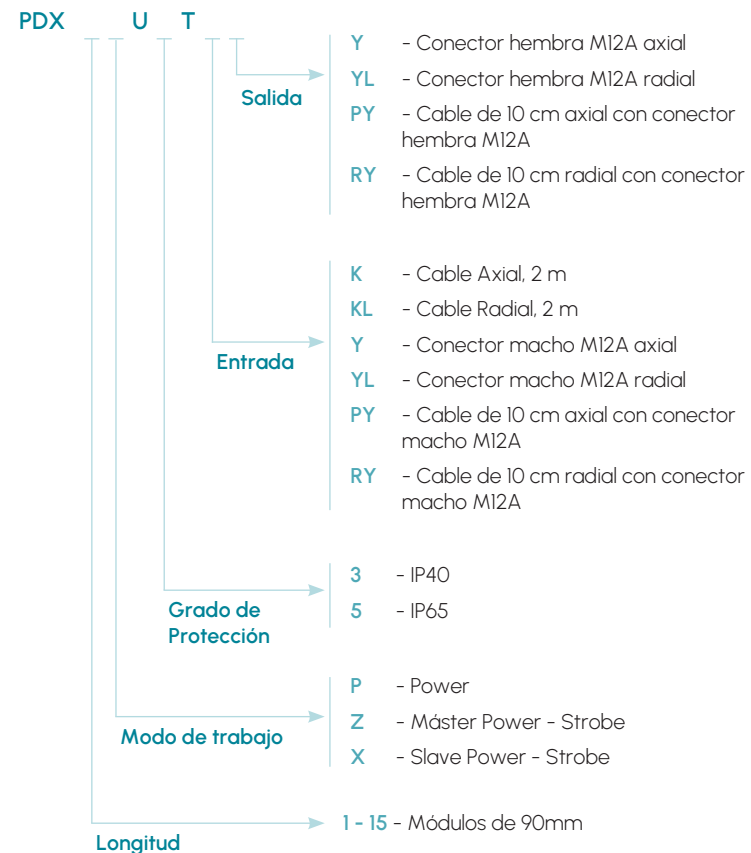 PDX U T
Y - Conector hembra M12A axial
YL - Conector hembra M12A radial
Salida
PY - Cable de 10 cm axial con conector
hembra M12A
RY - Cable de 10 cm radial con conector
hembra M12A
K - Cable Axial, 2 m
KL - Cable Radial, 2 m
Y - Conector macho M12A axial
Entrada
YL - Conector macho M12A radial
PY - Cable de 10 cm axial con conector
macho M12A
RY - Cable de 10 cm radial con conector
macho M12A
3 - IP40
Grado de
Protección
5 - IP65
P - Power
Z - Máster Power - Strobe
Modo de trabajo
X - Slave Power - Strobe
1 - 15 - Módulos de 90mm
Longitud